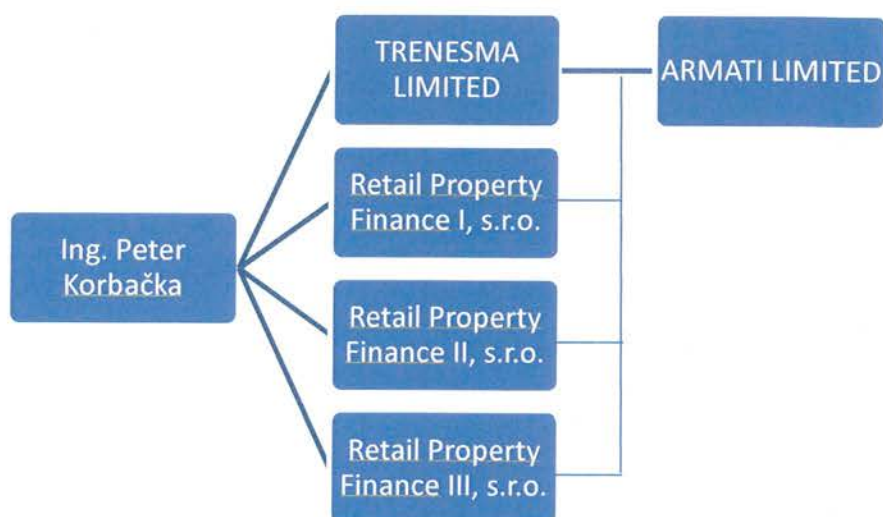 Ing. Peter
Korbačka
TRENESMA
LIMITED
ARMATI LIMITED
Retail Property
Finance I, s.r.o.
Retail Property
Finance II, s.r.o.
Retail Property
Finance III, s.r.o.